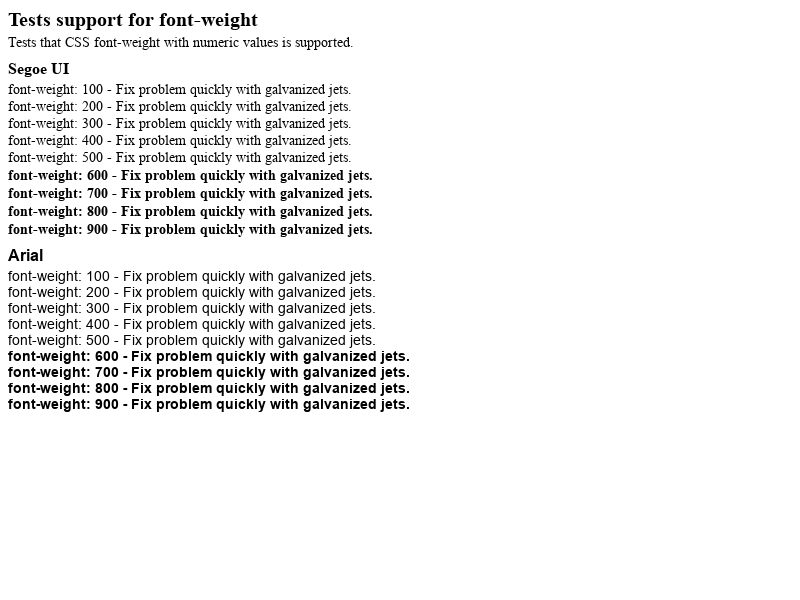 Tests support for font-weight
Tests that CSS font-weight with numeric values is supported.
Segoe UI
font-weight: 100 - Fix problem quickly with galvanized jets.
font-weight: 200 - Fix problem quickly with galvanized jets.
font-weight: 300 - Fix problem quickly with galvanized jets.
font-weight: 400 - Fix problem quickly with galvanized jets.
font-weight: 500 - Fix problem quickly with galvanized jets.
font-weight: 600 - Fix problem quickly with galvanized jets.
font-weight: 700 - Fix problem quickly with galvanized jets.
font-weight: 800 - Fix problem quickly with galvanized jets.
font-weight: 900 - Fix problem quickly with galvanized jets.
Arial
font-weight: 100 - Fix problem quickly with galvanized jets.
font-weight: 200 - Fix problem quickly with galvanized jets.
font-weight: 300 - Fix problem quickly with galvanized jets.
font-weight: 400 - Fix problem quickly with galvanized jets.
font-weight: 500 - Fix problem quickly with galvanized jets.
font-weight: 600 - Fix problem quickly with galvanized jets.
font-weight: 700 - Fix problem quickly with galvanized jets.
font-weight: 800 - Fix problem quickly with galvanized jets.
font-weight: 900 - Fix problem quickly with galvanized jets.